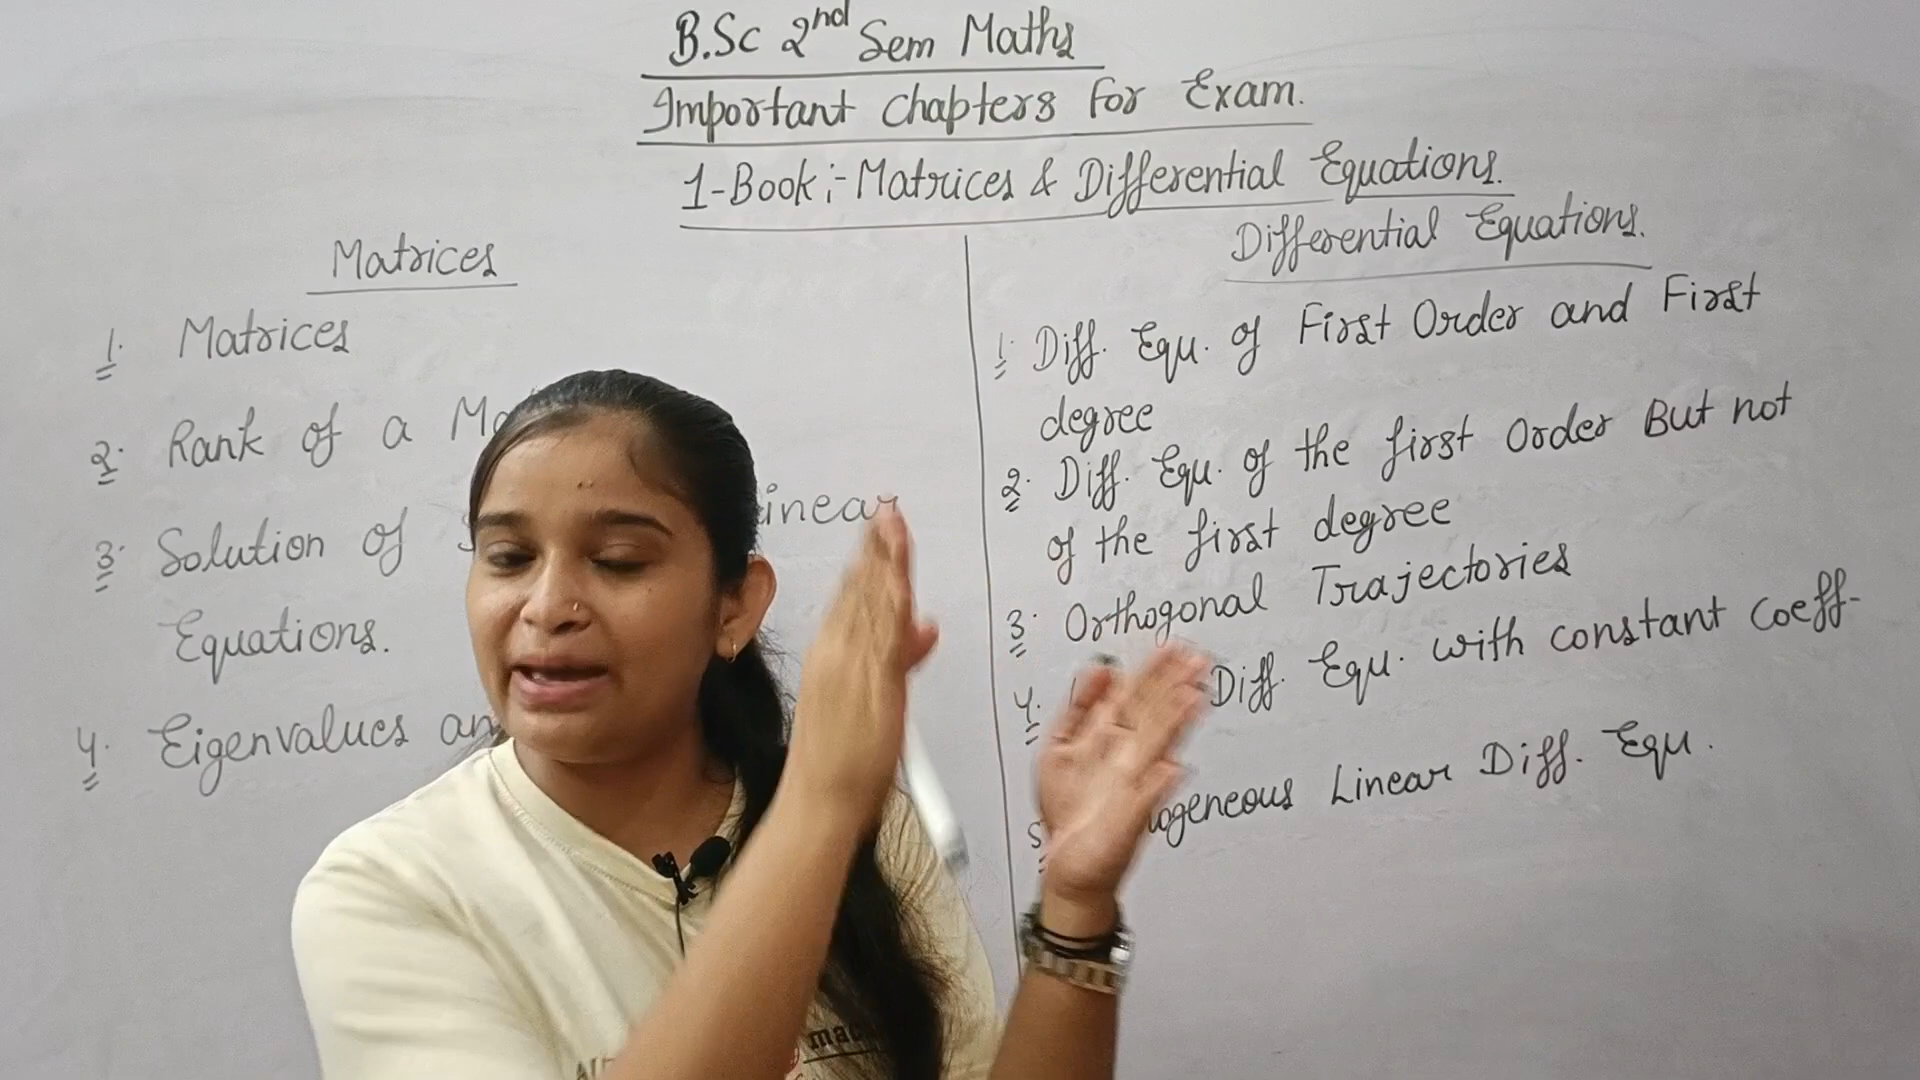 B.Sc 2nd Sem Maths
Important Chapters For Exam.
1-Book:- Matrices & Differential Equations.
Matrices
1. Matrices
2. Rank of a
3. Solution of inear
Equations.
4. Eigenvalues an
Differential Equations.
1. Diff. Equ. of First Order and First
degree
2. Diff. Equ. of the first Order But not
of the first degree
3. Orthogonal Trajectories
4. Diff. Equ. with constant Coeff-
5 ogeneous Linear Diff. Equ.
mac